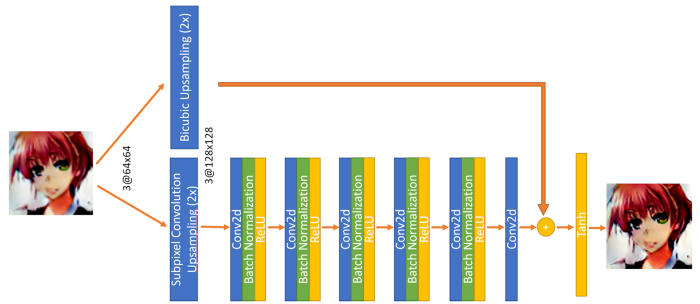 Bicubic Upsampling (2x)
3@64x64
3@128x128
Subpixel Convolution
Upsampling (2x)
Conv2d
Batch Normalization
ReLU
Conv2d
Batch Normalization
ReLU
Conv2d
Batch Normalization
ReLU
Conv2d
Batch Normalization
ReLU
Conv2d
Batch Normalization
ReLU
Conv2d
+
Tanh